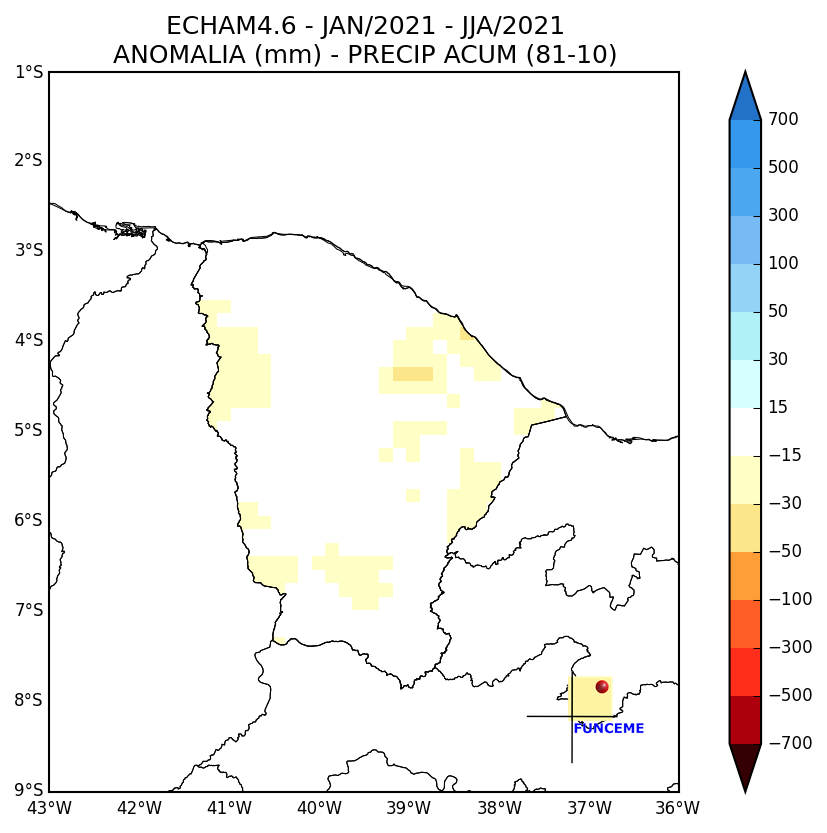 ECHAM4.6 - JAN/2021 - JJA/2021
ANOMALIA (mm) - PRECIP ACUM (81-10)
1°S
2°S
3°S
4°S
5°S
6°S
7°S
8°S
9°S
43°W 42°W 41°W 40°W 39°W 38°W 37°W 36°W
FUNCEME
700
500
300
100
50
30
15
−15
−30
−50
−100
−300
−500
−700